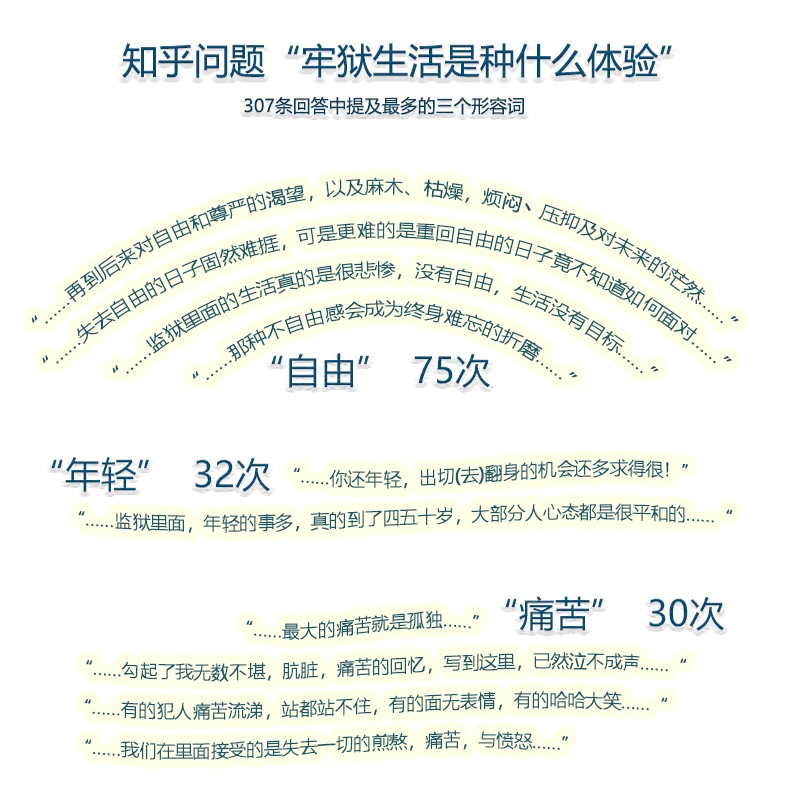 知乎问题“牢狱生活是种什么体验”
307条回答中提及最多的三个形容词
“……再到后来对自由和尊严的渴望，以及麻木、枯燥，烦闷、压抑及对未来的茫然……”
“……失去自由的日子固然难捱，可是更难的是重回自由的日子竟不知道如何面对……”
“……监狱里面的生活真的是很悲惨，没有自由，生活没有目标……”
“……那种不自由感会成为终身难忘的折磨……”
“自由” 75次
“年轻” 32次 “……你还年轻，出切(去)翻身的机会还多求得很！”
“……监狱里面，年轻的事多，真的到了四五十岁，大部分人心态都是很平和的…… “
“……最大的痛苦就是孤独……” “痛苦” 30次
“……勾起了我无数不堪，肮脏，痛苦的回忆，写到这里，已然泣不成声…… “
“……有的犯人痛苦流涕，站都站不住，有的面无表情，有的哈哈大笑…… “
“……我们在里面接受的是失去一切的煎熬，痛苦，与愤怒……”